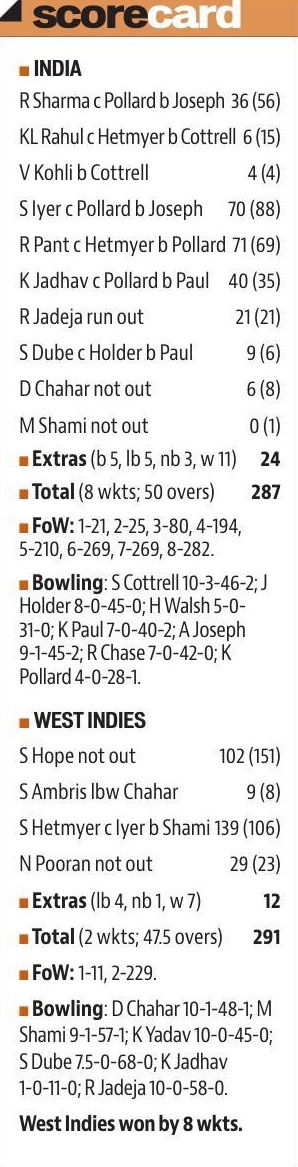 scorecard
■ INDIA
R Sharma c Pollard b Joseph 36 (56)
KL Rahul c Hetmyer b Cottrell 6 (15)
V Kohli b Cottrell 4 (4)
S Iyer c Pollard b Joseph 70 (88)
R Pant c Hetmyer b Pollard 71 (69)
K Jadhav c Pollard b Paul 40 (35)
R Jadeja run out 21 (21)
S Dube c Holder b Paul 9 (6)
D Chahar not out 6 (8)
M Shami not out 0 (1)
■ Extras (b 5, lb 5, nb 3, w 11) 24
■ Total (8 wkts; 50 overs) 287
■ FoW: 1-21, 2-25, 3-80, 4-194,
5-210, 6-269, 7-269, 8-282.
■ Bowling: S Cottrell 10-3-46-2; J
Holder 8-0-45-0; H Walsh 5-0-
31-0; K Paul 7-0-40-2; A Joseph
9-1-45-2; R Chase 7-0-42-0; K
Pollard 4-0-28-1.
■ WEST INDIES
S Hope not out 102 (151)
S Ambris lbw Chahar 9 (8)
S Hetmyer c Iyer b Shami 139 (106)
N Pooran not out 29 (23)
■ Extras (lb 4, nb 1, w 7) 12
■ Total (2 wkts; 47.5 overs) 291
■ FoW: 1-11, 2-229.
■ Bowling: D Chahar 10-1-48-1; M
Shami 9-1-57-1; K Yadav 10-0-45-0;
S Dube 7.5-0-68-0; K Jadhav
1-0-11-0; R Jadeja 10-0-58-0.
West Indies won by 8 wkts.